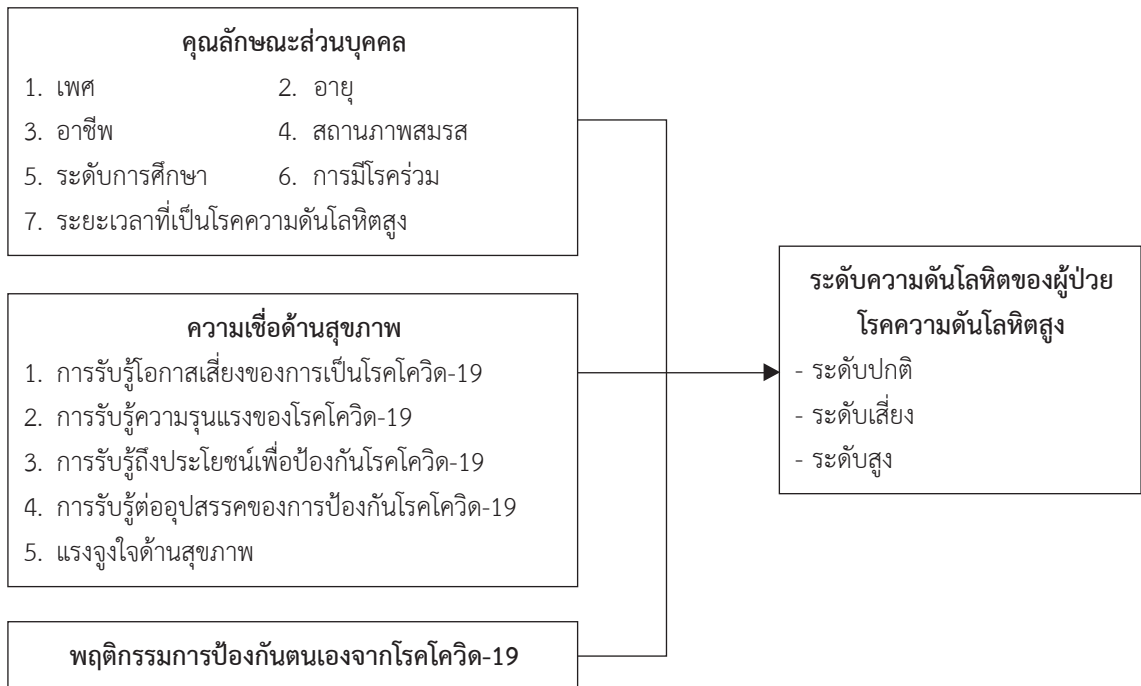 คุณลักษณะส่วนบุคคล
1. เพศ 2. อายุ
3. อาชีพ 4. สถานภาพสมรส
5. ระดับการศึกษา 6. การมีโรคร่วม
7. ระยะเวลาที่เป็นโรคความดันโลหิตสูง
ความเชื่อด้านสุขภาพ
1. การรับรู้โอกาสเสี่ยงของการเป็นโรคโควิด-19
2. การรับรู้ความรุนแรงของโรคโควิด-19
3. การรับรู้ถึงประโยชน์เพื่อป้องกันโรคโควิด-19
4. การรับรู้ต่ออุปสรรคของการป้องกันโรคโควิด-19
5. แรงจูงใจด้านสุขภาพ
พฤติกรรมการป้องกันตนเองจากโรคโควิด-19
ระดับความดันโลหิตของผู้ป่วย
โรคความดันโลหิตสูง
- ระดับปกติ
- ระดับเสี่ยง
- ระดับสูง